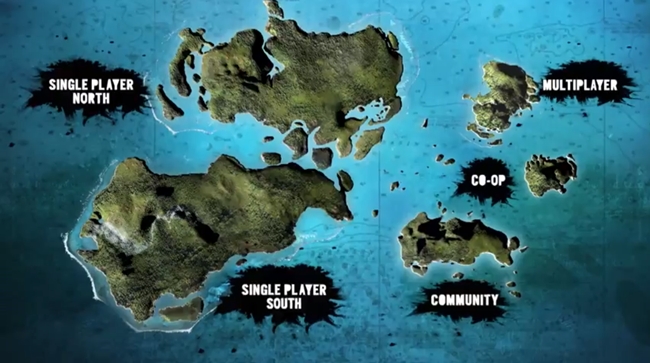 SINGLE PLAYER
NORTH
MULTIPLAYER
CO-OP
SINGLE PLAYER
SOUTH
COMMUNITY